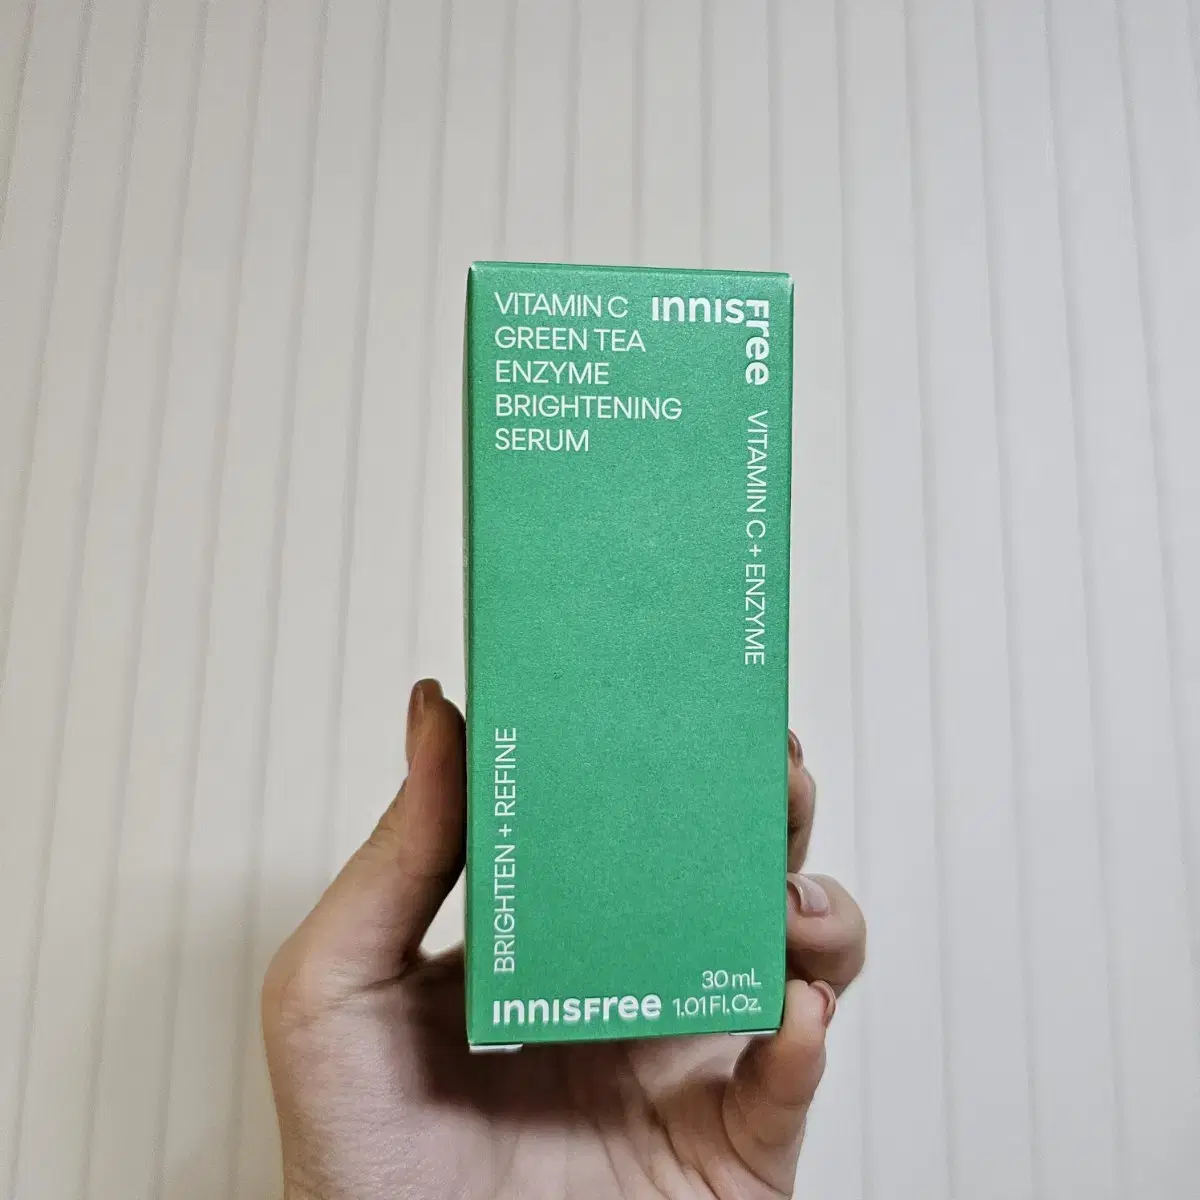 VITAMIN C
GREEN TEA
ENZYME
BRIGHTENING
SERUM
innisfree
VITAMIN C + ENZYME
BRIGHTEN + REFINE
innisfree
30 mL
1.01 Fl. Oz.